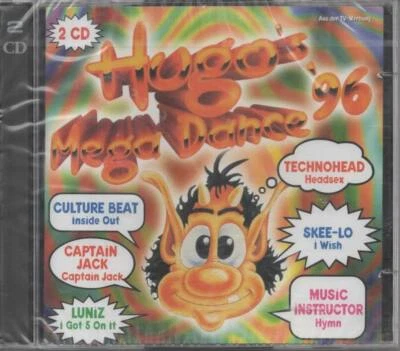 2 CD
2 CD
Aus der TV-Werbung
Hugo's
Mega Dance '96
TECHNOHEAD
Headsex
CULTURE BEAT
Inside Out
SKEE-LO
i Wish
CAPTAIN
JACK
Captain Jack
MUSIC
INSTRUCTOR
Hymn
LUNIZ
i Got 5 On it